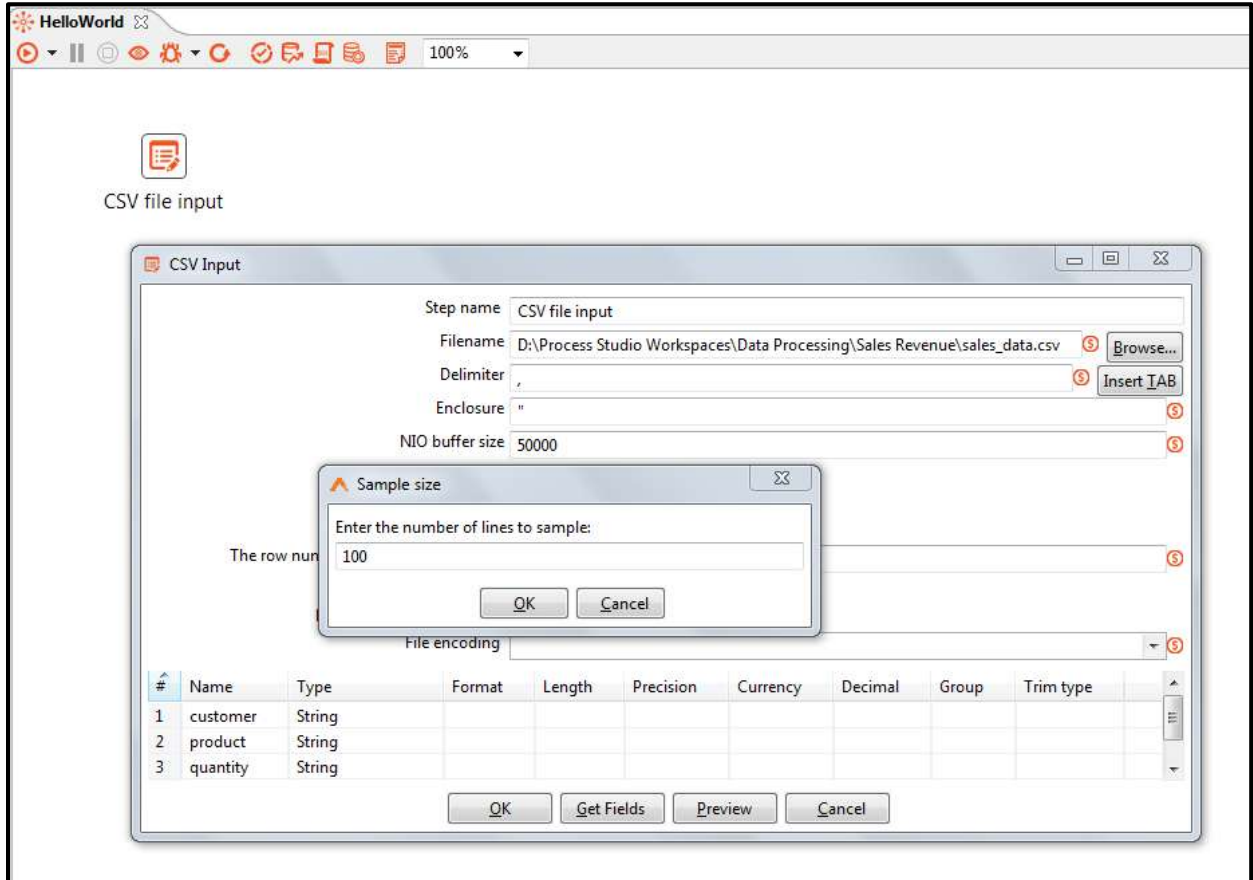 HelloWorld
100%
CSV file input
CSV Input
Step name CSV file input
Filename D:\Process Studio Workspaces\Data Processing\Sales Revenue\sales_data.csv Browse...
Delimiter , Insert TAB
Enclosure "
NIO buffer size 50000
Sample size
Enter the number of lines to sample:
The row num 100
OK Cancel
File encoding
# Name Type Format Length Precision Currency Decimal Group Trim type
1 customer String
2 product String
3 quantity String
OK Get Fields Preview Cancel